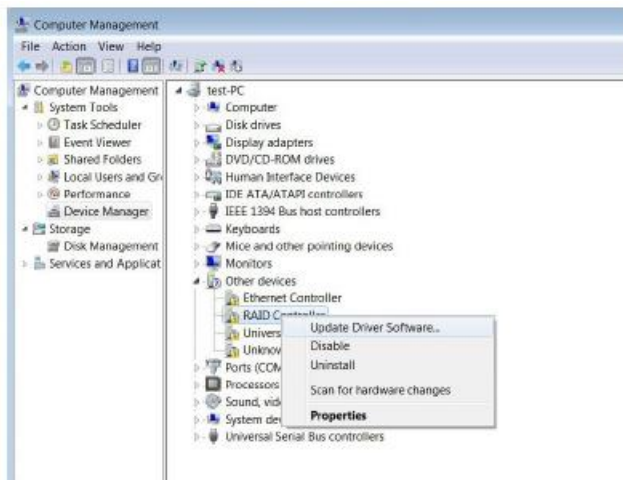 Computer Management
File Action View Help
Computer Management
System Tools
Task Scheduler
Event Viewer
Shared Folders
Local Users and Gr
Performance
Device Manager
Storage
Disk Management
Services and Applicat
test-PC
Computer
Disk drives
Display adapters
DVD/CD-ROM drives
Human Interface Devices
IDE ATA/ATAPI controllers
IEEE 1394 Bus host controllers
Keyboards
Mice and other pointing devices
Monitors
Other devices
Ethernet Controller
RAID Controller
Univers
Unknow
Ports (COM
Processors
Sound, vid
System de
Universal Serial Bus controllers
Update Driver Software...
Disable
Uninstall
Scan for hardware changes
Properties